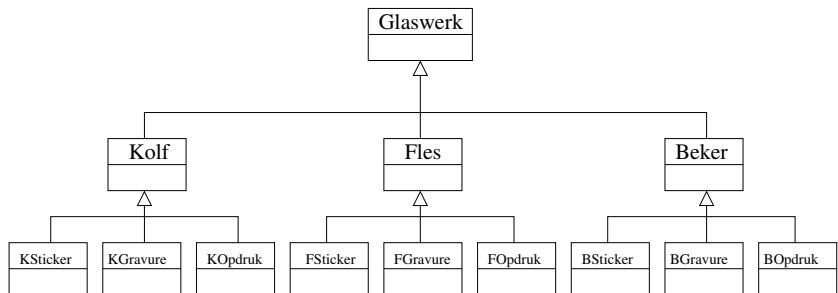 Glaswerk
Kolf Fles Beker
KSticker KGravure KOpdruk FSticker FGravure FOpdruk BSticker BGravure BOpdruk